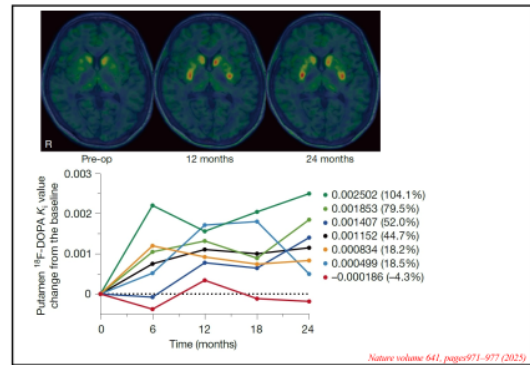 R
Pre-op 12 months 24 months
Putamen ¹⁸F-DOPA Kᵢ value
change from the baseline
0.003
0.002
0.001
0
0 6 12 18 24
Time (months)
0.002502 (104.1%)
0.001853 (79.5%)
0.001407 (52.0%)
0.001152 (44.7%)
0.000834 (18.2%)
0.000499 (18.5%)
–0.000186 (–4.3%)
Nature volume 641, pages971–977 (2025)